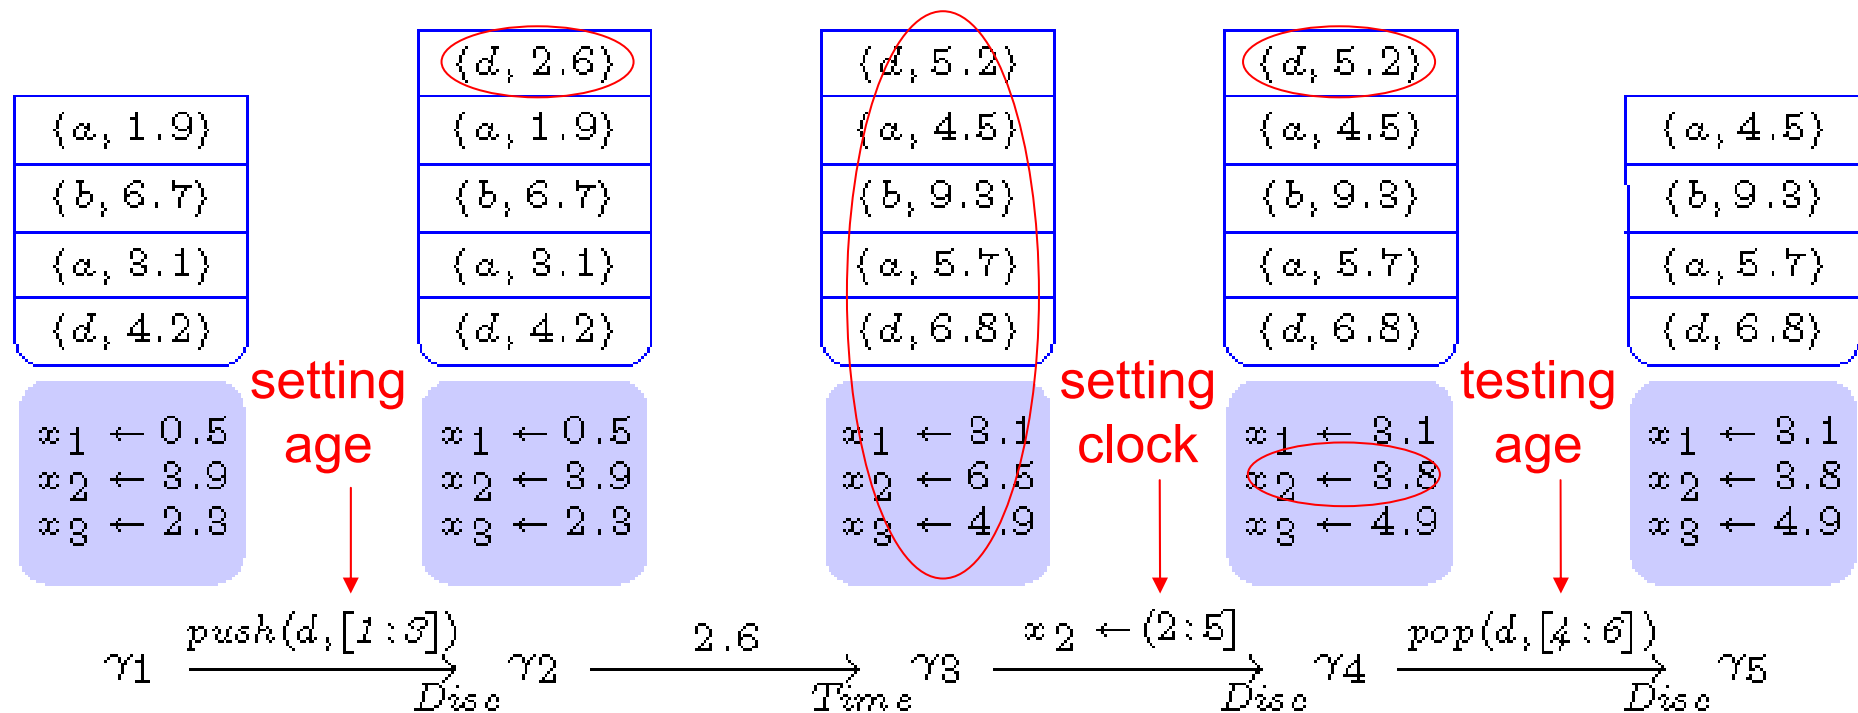 {d, 2.6} {d, 5.2} {d, 5.2}
{a, 1.9} {a, 1.9} {a, 4.5} {a, 4.5} {a, 4.5}
{b, 6.7} {b, 6.7} {b, 9.3} {b, 9.3} {b, 9.3}
{a, 3.1} {a, 3.1} {a, 5.7} {a, 5.7} {a, 5.7}
{d, 4.2} {d, 4.2} {d, 6.8} {d, 6.8} {d, 6.8}
setting setting testing
age clock age
x1 ← 0.5 x1 ← 0.5 x1 ← 3.1 x1 ← 3.1 x1 ← 3.1
x2 ← 3.9 x2 ← 3.9 x2 ← 6.5 x2 ← 3.8 x2 ← 3.8
x3 ← 2.3 x3 ← 2.3 x3 ← 4.9 x3 ← 4.9 x3 ← 4.9
push(d,[1:3]) 2.6 x2 ← (2:5] pop(d,[4:6])
γ1 γ2 γ3 γ4 γ5
Disc Time Disc Disc